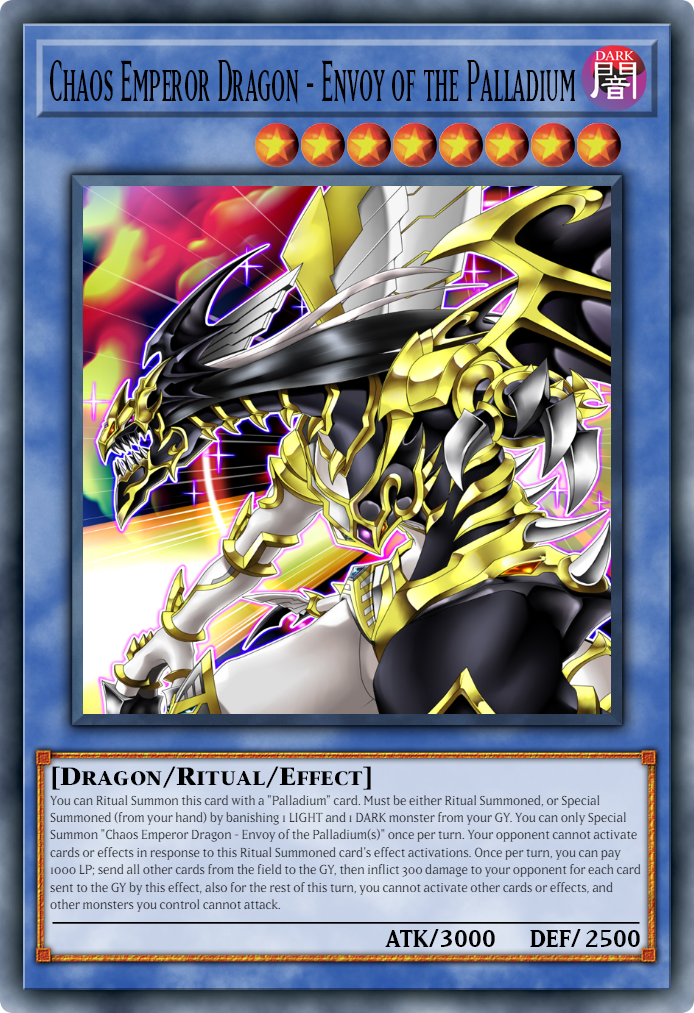 Chaos Emperor Dragon - Envoy of the Palladium
DARK
闇
[Dragon/Ritual/Effect]
You can Ritual Summon this card with a "Palladium" card. Must be either Ritual Summoned, or Special
Summoned (from your hand) by banishing 1 LIGHT and 1 DARK monster from your GY. You can only Special
Summon "Chaos Emperor Dragon - Envoy of the Palladium(s)" once per turn. Your opponent cannot activate
cards or effects in response to this Ritual Summoned card's effect activations. Once per turn, you can pay
1000 LP; send all other cards from the field to the GY, then inflict 300 damage to your opponent for each card
sent to the GY by this effect, also for the rest of this turn, you cannot activate other cards or effects, and
other monsters you control cannot attack.
ATK/3000 DEF/ 2500